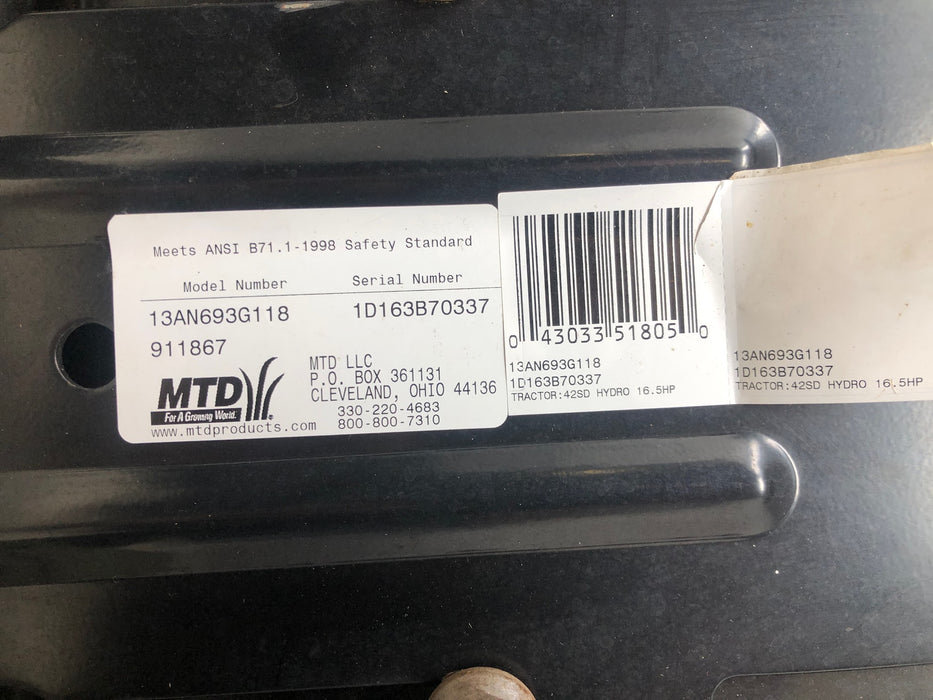 Meets ANSI B71.1-1998 Safety Standard
Model Number Serial Number
13AN693G118 1D163B70337
911867
MTD
For A Growing World.
www.mtdproducts.com
MTD LLC
P.O. BOX 361131
CLEVELAND, OHIO 44136
330-220-4683
800-800-7310
0 43033 51805 0
13AN693G118
1D163B70337
TRACTOR:42SD HYDRO 16.5HP
13AN693G118
1D163B70337
TRACTOR:42SD HYDRO 16.5HP